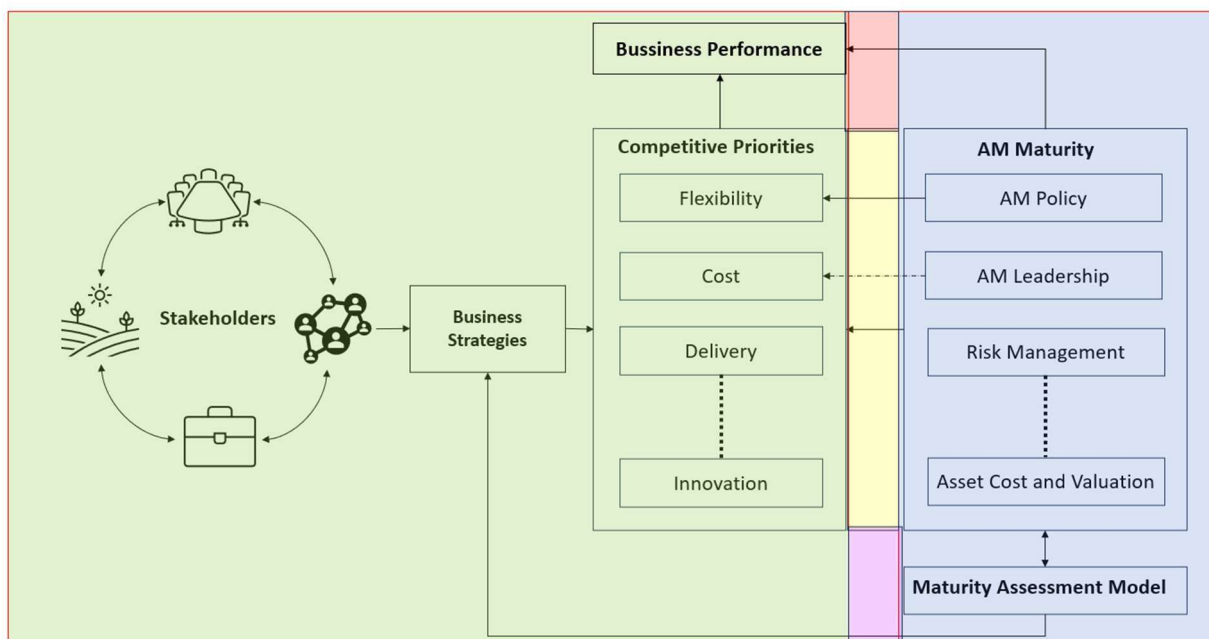 Bussiness Performance
Competitive Priorities
Flexibility
Cost
Delivery
Innovation
AM Maturity
AM Policy
AM Leadership
Risk Management
Asset Cost and Valuation
Stakeholders
Business
Strategies
Maturity Assessment Model